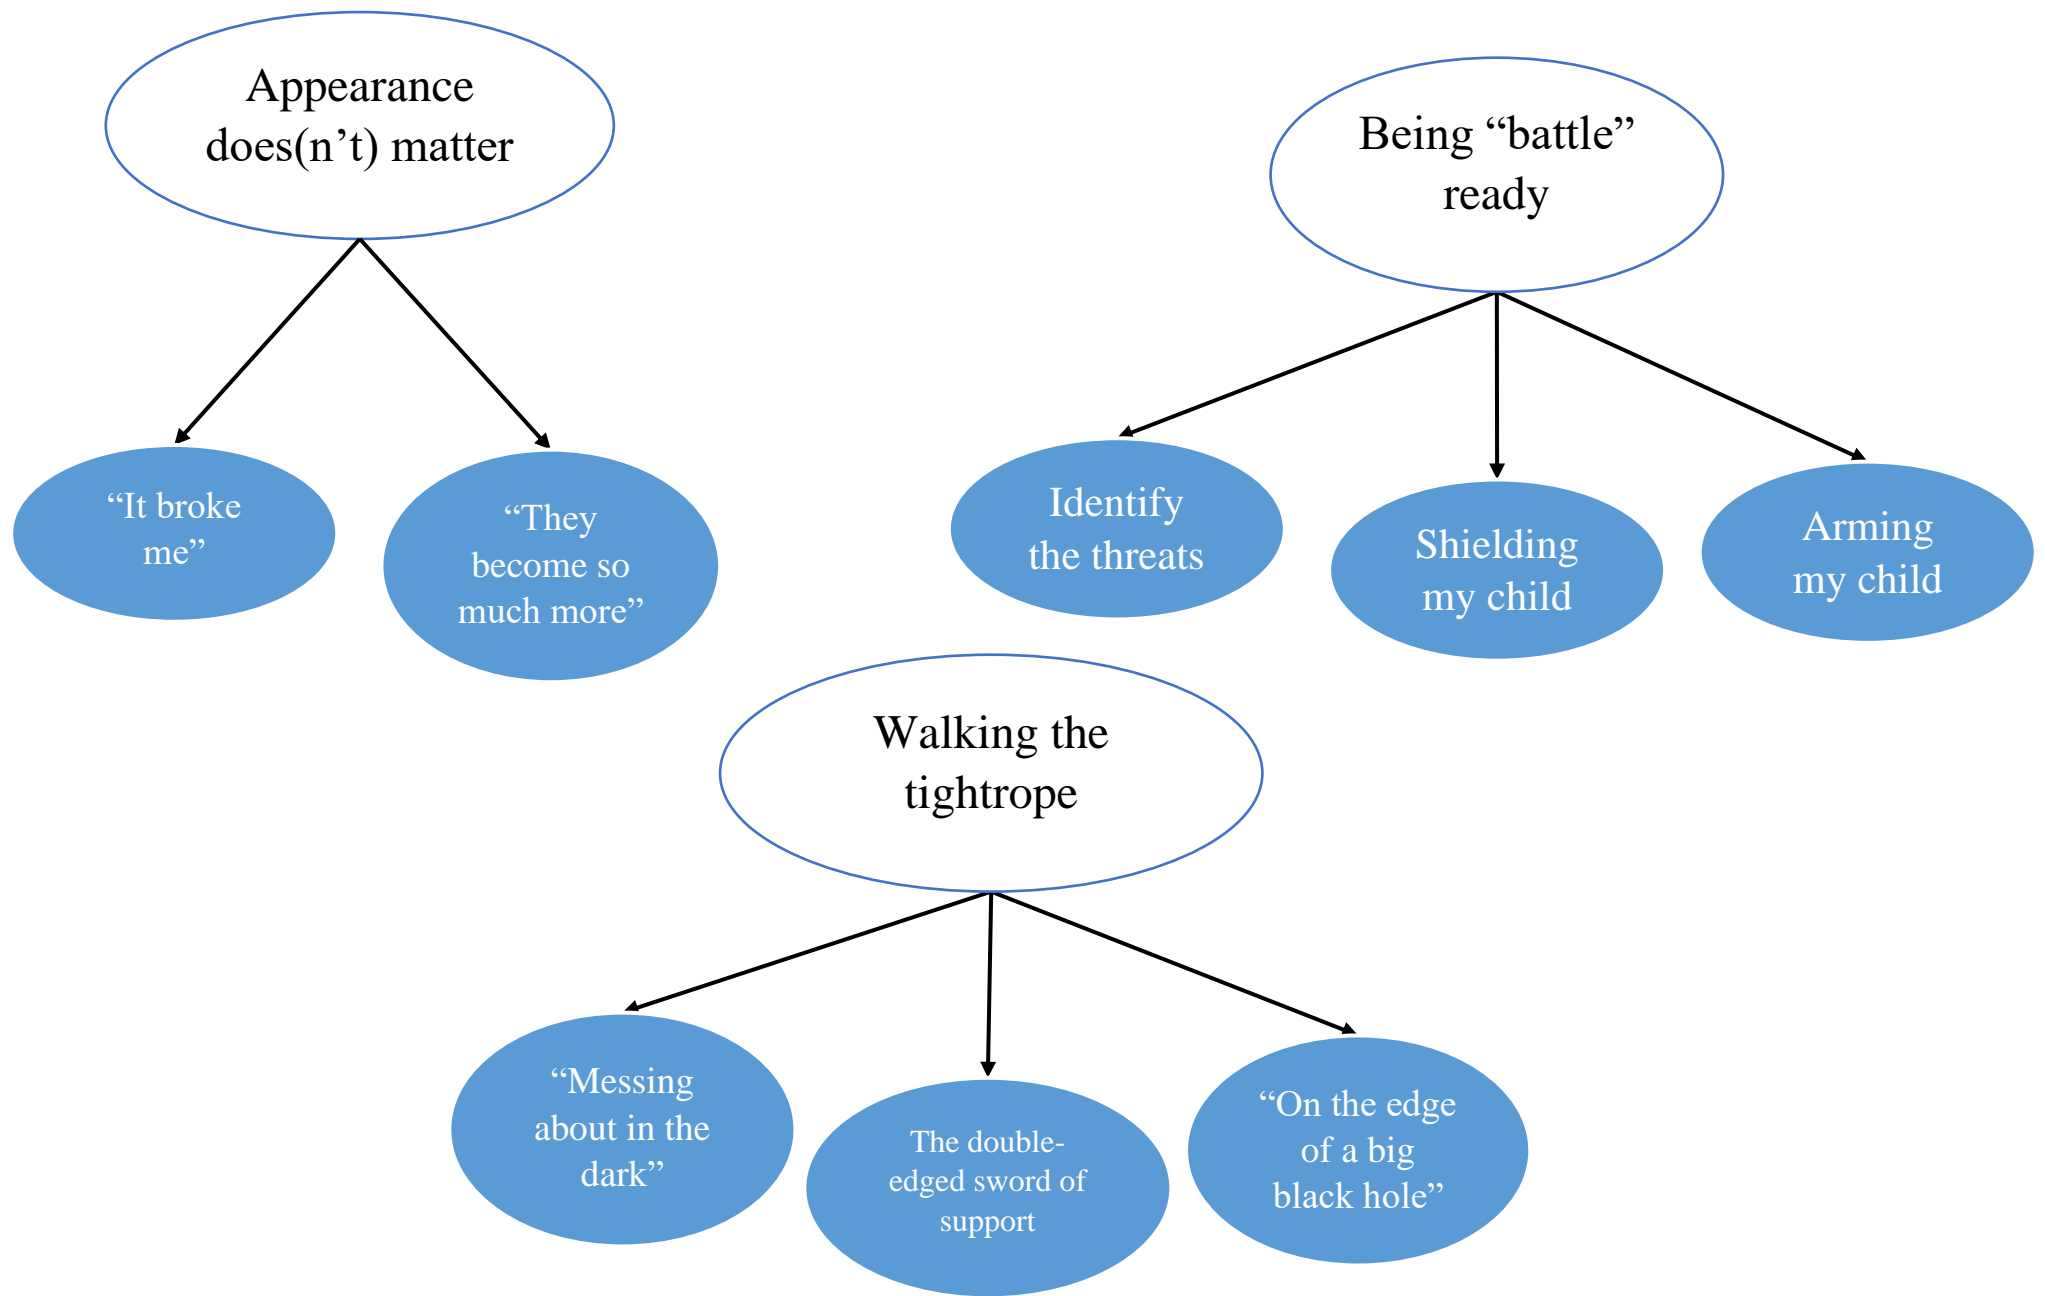 Appearance
does(n’t) matter
Being “battle”
ready
“It broke
me”
“They
become so
much more”
Identify
the threats
Shielding
my child
Arming
my child
Walking the
tightrope
“Messing
about in the
dark”
The double-
edged sword of
support
“On the edge
of a big
black hole”